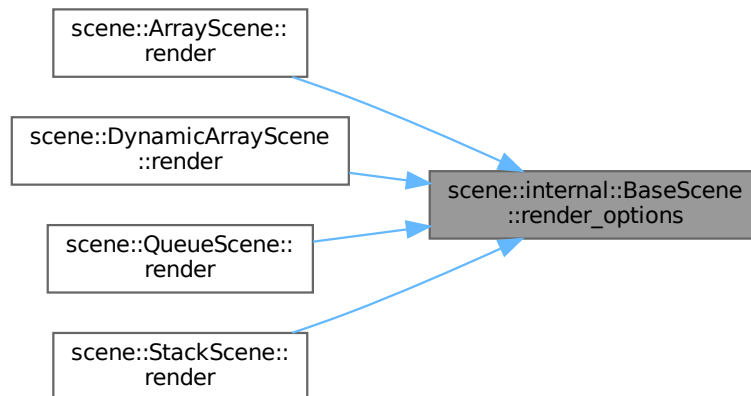 scene::ArrayScene::
render
scene::DynamicArrayScene
::render
scene::internal::BaseScene
::render_options
scene::QueueScene::
render
scene::StackScene::
render